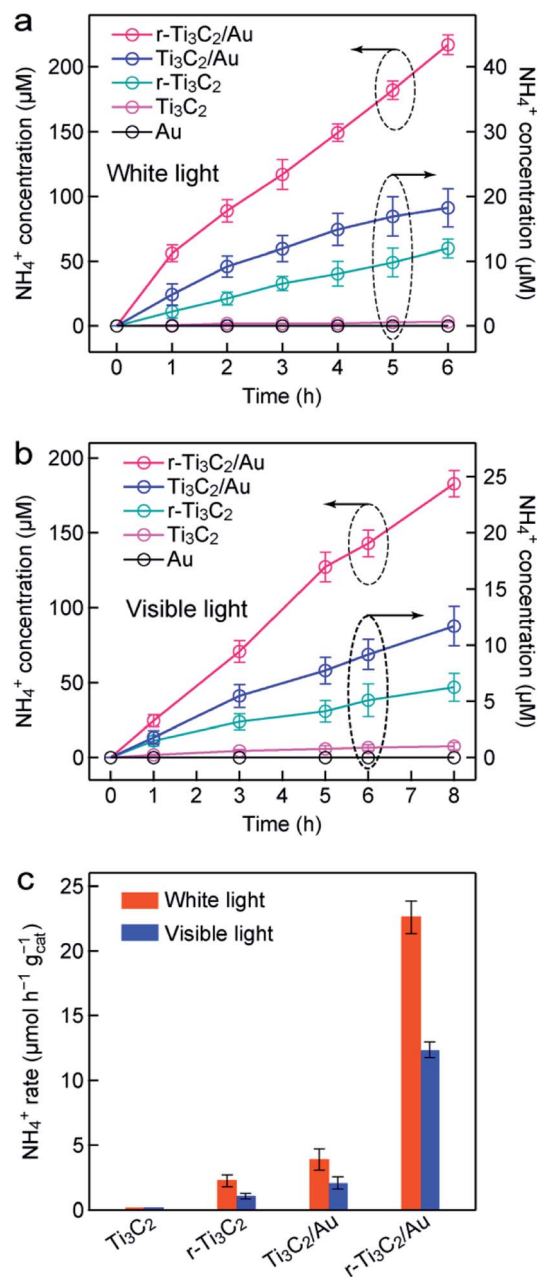 a
r-Ti₃C₂/Au
Ti₃C₂/Au
r-Ti₃C₂
Ti₃C₂
Au
White light
NH₄⁺ concentration (µM)
200
150
100
50
0
NH₄⁺ concentration (µM)
40
30
20
10
0
0 1 2 3 4 5 6
Time (h)
b
r-Ti₃C₂/Au
Ti₃C₂/Au
r-Ti₃C₂
Ti₃C₂
Au
Visible light
NH₄⁺ concentration (µM)
200
150
100
50
0
NH₄⁺ concentration (µM)
25
20
15
10
5
0
0 1 2 3 4 5 6 7 8
Time (h)
c
White light
Visible light
NH₄⁺ rate (µmol h⁻¹ g⁻¹cat)
25
20
15
10
5
0
Ti₃C₂
r-Ti₃C₂
Ti₃C₂/Au
r-Ti₃C₂/Au